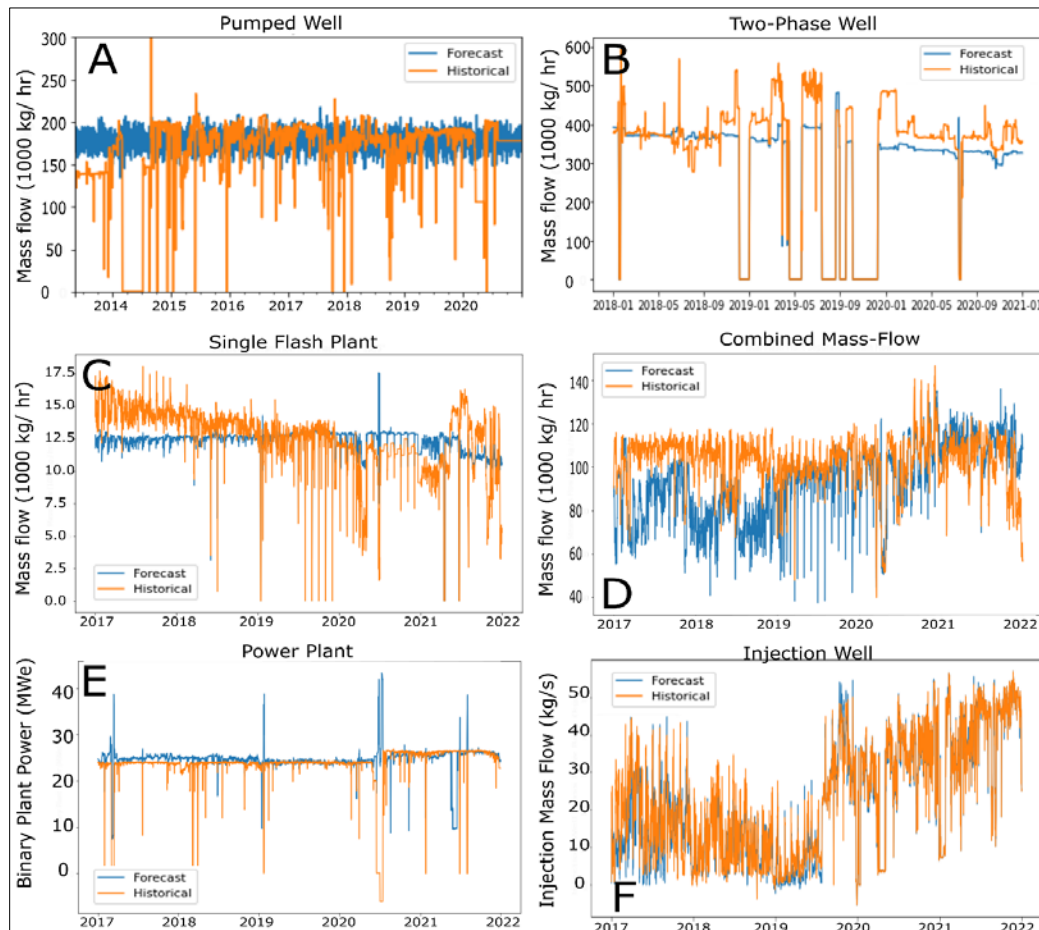 Pumped Well
A
Forecast
Historical
Mass flow (1000 kg/ hr)
300
250
200
150
100
50
0
2014 2015 2016 2017 2018 2019 2020
Two-Phase Well
B
Forecast
Historical
Mass flow (1000 kg/ hr)
600
500
400
300
200
100
0
2018-01 2018-05 2018-09 2019-01 2019-05 2019-09 2020-01 2020-05 2020-09 2021-01
Single Flash Plant
C
Forecast
Historical
Mass flow (1000 kg/ hr)
17.5
15.0
12.5
10.0
7.5
5.0
2.5
0.0
2017 2018 2019 2020 2021 2022
Combined Mass-Flow
D
Forecast
Historical
Mass flow (1000 kg/ hr)
140
120
100
80
60
40
2017 2018 2019 2020 2021 2022
Power Plant
E
Forecast
Historical
Binary Plant Power (MWe)
40
30
20
10
0
2017 2018 2019 2020 2021 2022
Injection Well
F
Forecast
Historical
Injection Mass Flow (kg/s)
50
40
30
20
10
0
2017 2018 2019 2020 2021 2022